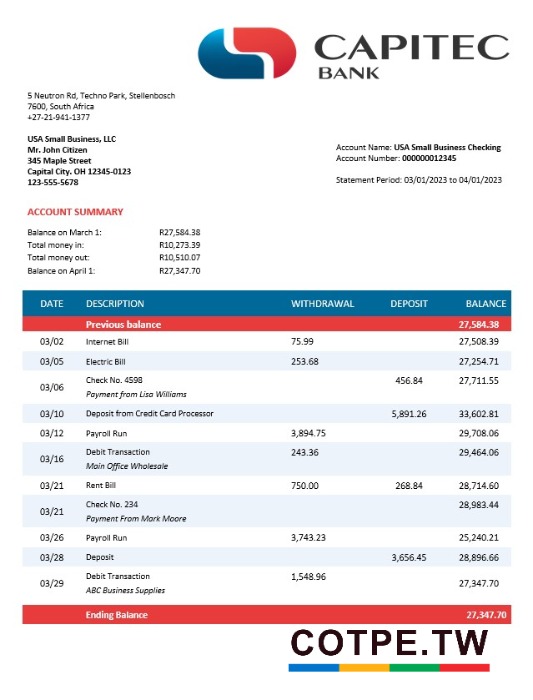 CAPITEC
BANK
5 Neutron Rd, Techno Park, Stellenbosch
7600, South Africa
+27-21-941-1377
USA Small Business, LLC
Mr. John Citizen
345 Maple Street
Capital City. OH 12345-0123
123-555-5678
Account Name: USA Small Business Checking
Account Number: 000000012345
Statement Period: 03/01/2023 to 04/01/2023
ACCOUNT SUMMARY
Balance on March 1: R27,584.38
Total money in: R10,273.39
Total money out: R10,510.07
Balance on April 1: R27,347.70
DATE DESCRIPTION WITHDRAWAL DEPOSIT BALANCE
Previous balance 27,584.38
03/02 Internet Bill 75.99 27,508.39
03/05 Electric Bill 253.68 27,254.71
03/06 Check No. 4598 456.84 27,711.55
Payment from Lisa Williams
03/10 Deposit from Credit Card Processor 5,891.26 33,602.81
03/12 Payroll Run 3,894.75 29,708.06
03/16 Debit Transaction 243.36 29,464.06
Main Office Wholesale
03/21 Rent Bill 750.00 268.84 28,714.60
03/21 Check No. 234 28,983.44
Payment From Mark Moore
03/26 Payroll Run 3,743.23 25,240.21
03/28 Deposit 3,656.45 28,896.66
03/29 Debit Transaction 1,548.96 27,347.70
ABC Business Supplies
Ending Balance 27,347.70
COTPE.TW